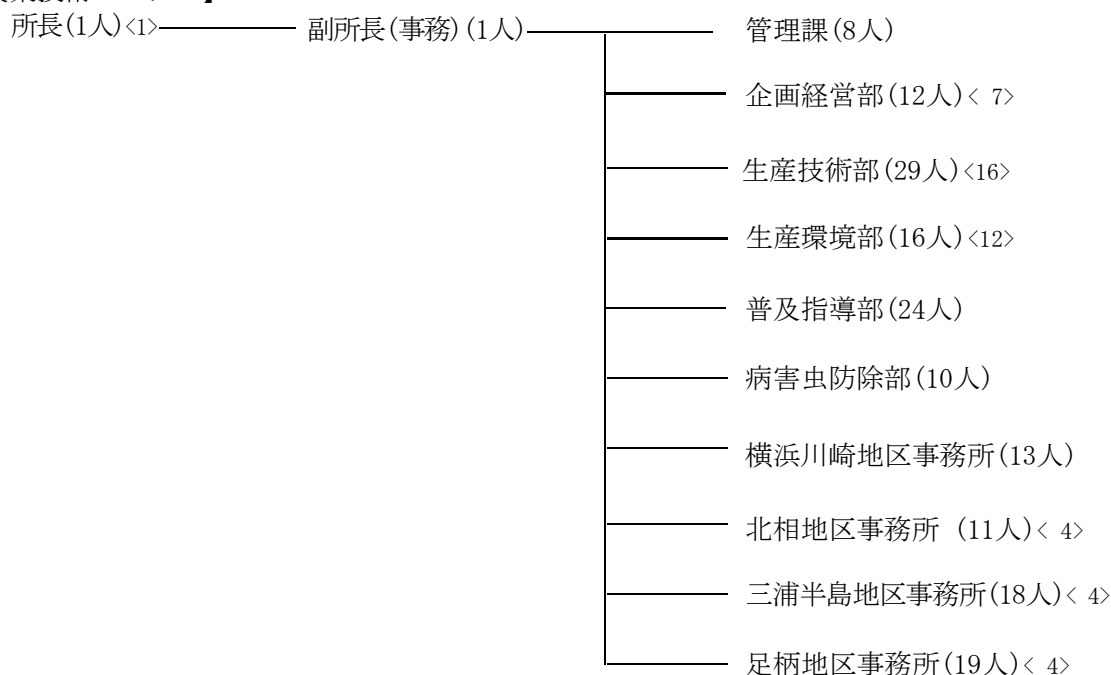 所長(1人)<1> 副所長(事務)(1人) 管理課(8人)
企画経営部(12人)< 7>
生産技術部(29人)<16>
生産環境部(16人)<12>
普及指導部(24人)
病害虫防除部(10人)
横浜川崎地区事務所(13人)
北相地区事務所 (11人)< 4>
三浦半島地区事務所(18人)< 4>
足柄地区事務所(19人)< 4>